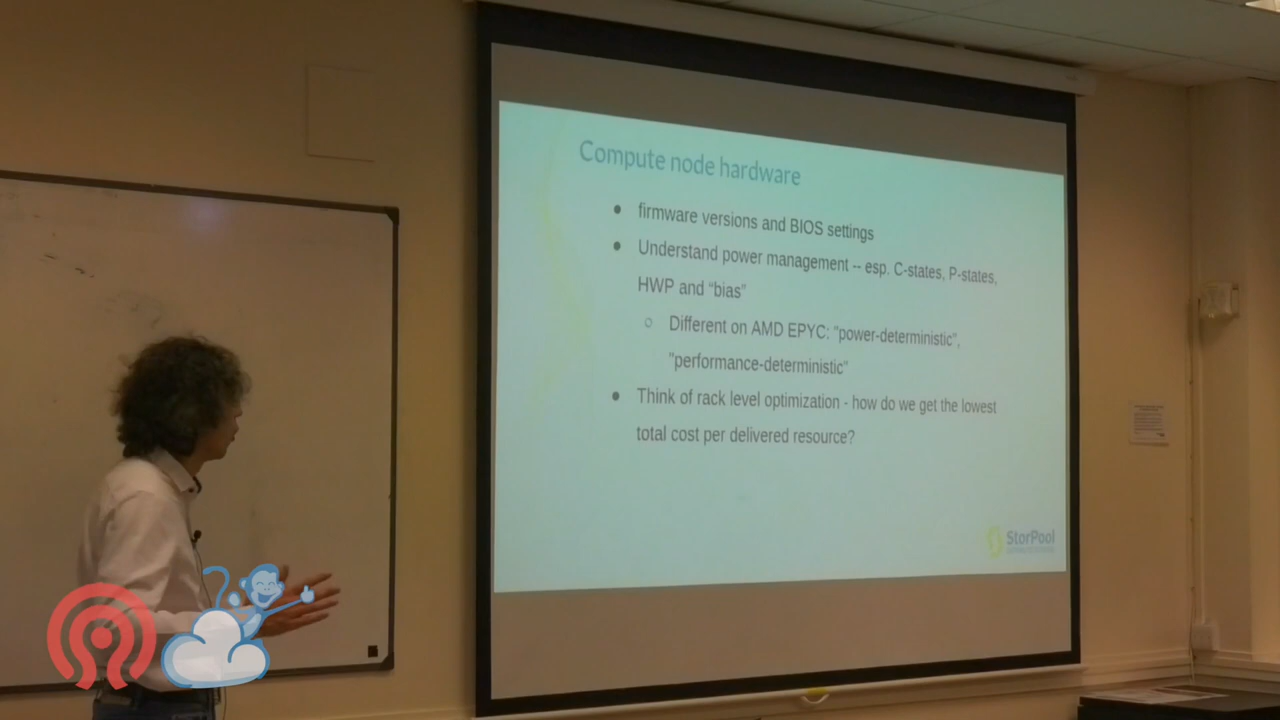 Compute node hardware
● firmware versions and BIOS settings
● Understand power management -- esp. C-states, P-states,
HWP and “bias”
○ Different on AMD EPYC: "power-deterministic",
"performance-deterministic"
● Think of rack level optimization - how do we get the lowest
total cost per delivered resource?
StorPool